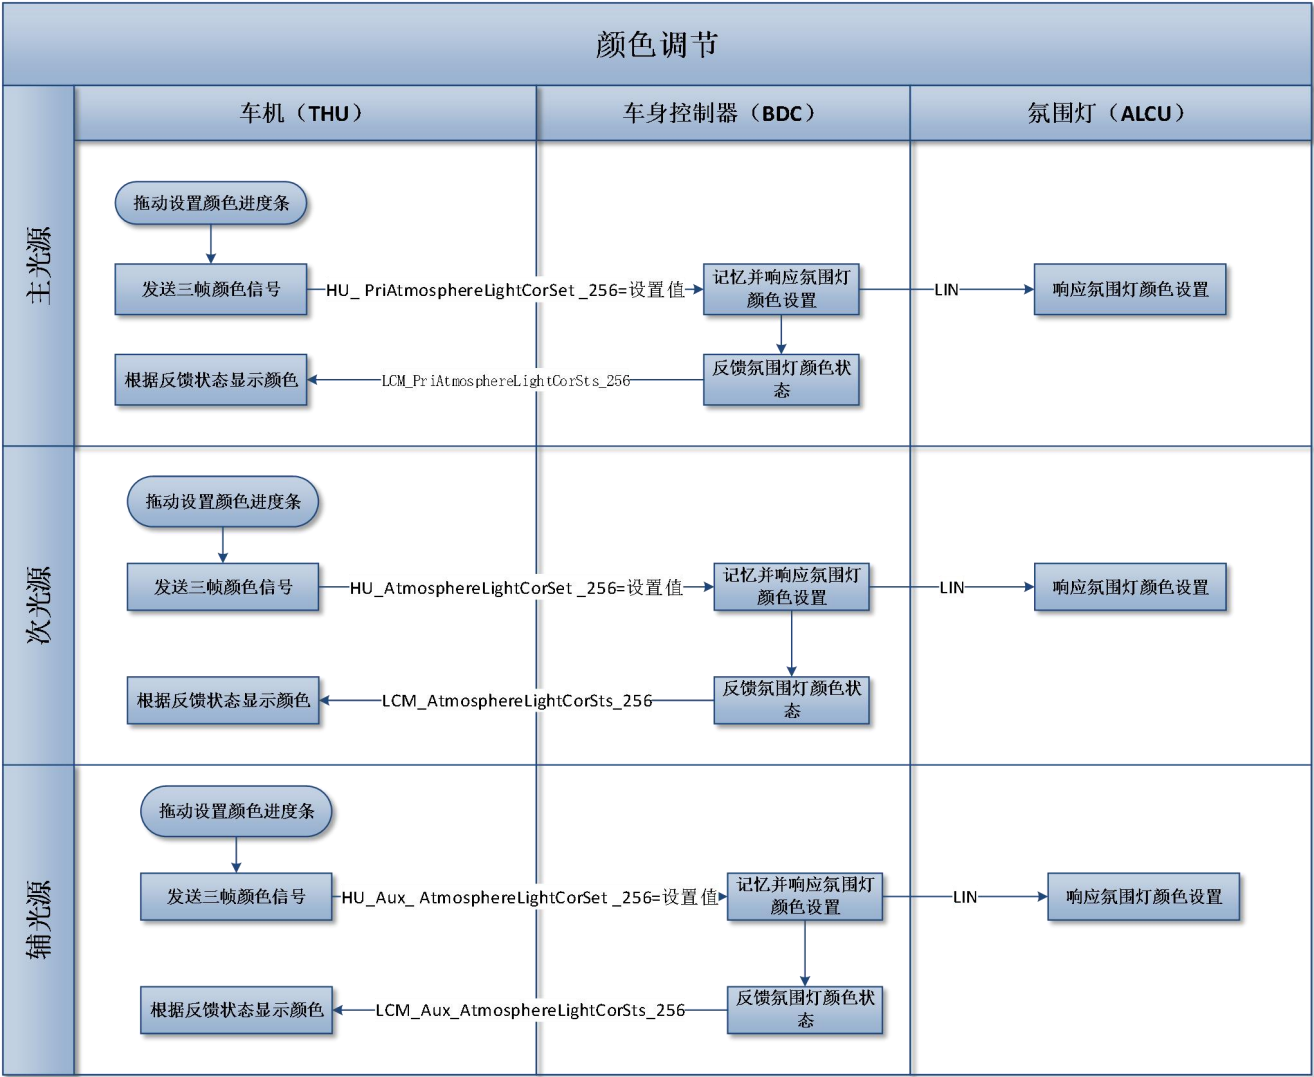 颜色调节
车机（THU）
车身控制器（BDC）
氛围灯（ALCU）
主光源
拖动设置颜色进度条
发送三帧颜色信号
HU_ PriAtmosphereLightCorSet _256=设置值
记忆并响应氛围灯
颜色设置
LIN
响应氛围灯颜色设置
根据反馈状态显示颜色
LCM_PriAtmosphereLightCorSts_256
反馈氛围灯颜色状
态
次光源
拖动设置颜色进度条
发送三帧颜色信号
HU_AtmosphereLightCorSet _256=设置值
记忆并响应氛围灯
颜色设置
LIN
响应氛围灯颜色设置
根据反馈状态显示颜色
LCM_AtmosphereLightCorSts_256
反馈氛围灯颜色状
态
辅光源
拖动设置颜色进度条
发送三帧颜色信号
HU_Aux_ AtmosphereLightCorSet _256=设置值
记忆并响应氛围灯
颜色设置
LIN
响应氛围灯颜色设置
根据反馈状态显示颜色
LCM_Aux_AtmosphereLightCorSts_256
反馈氛围灯颜色状
态